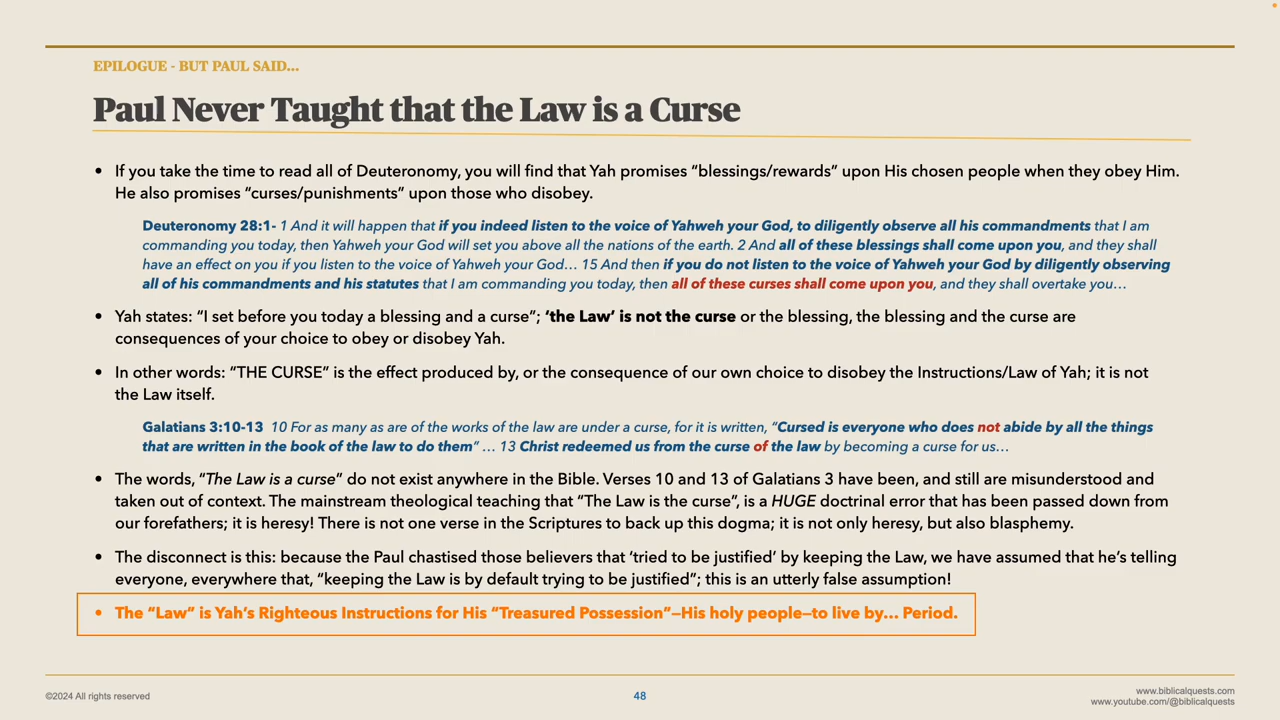 EPILOGUE - BUT PAUL SAID...
Paul Never Taught that the Law is a Curse
• If you take the time to read all of Deuteronomy, you will find that Yah promises “blessings/rewards” upon His chosen people when they obey Him.
He also promises “curses/punishments” upon those who disobey.
Deuteronomy 28:1- 1 And it will happen that if you indeed listen to the voice of Yahweh your God, to diligently observe all his commandments that I am
commanding you today, then Yahweh your God will set you above all the nations of the earth. 2 And all of these blessings shall come upon you, and they shall
have an effect on you if you listen to the voice of Yahweh your God… 15 And then if you do not listen to the voice of Yahweh your God by diligently observing
all of his commandments and his statutes that I am commanding you today, then all of these curses shall come upon you, and they shall overtake you…
• Yah states: “I set before you today a blessing and a curse”; ‘the Law’ is not the curse or the blessing, the blessing and the curse are
consequences of your choice to obey or disobey Yah.
• In other words: “THE CURSE” is the effect produced by, or the consequence of our own choice to disobey the Instructions/Law of Yah; it is not
the Law itself.
Galatians 3:10-13 10 For as many as are of the works of the law are under a curse, for it is written, “Cursed is everyone who does not abide by all the things
that are written in the book of the law to do them” … 13 Christ redeemed us from the curse of the law by becoming a curse for us…
• The words, “The Law is a curse” do not exist anywhere in the Bible. Verses 10 and 13 of Galatians 3 have been, and still are misunderstood and
taken out of context. The mainstream theological teaching that “The Law is the curse”, is a HUGE doctrinal error that has been passed down from
our forefathers; it is heresy! There is not one verse in the Scriptures to back up this dogma; it is not only heresy, but also blasphemy.
• The disconnect is this: because the Paul chastised those believers that ‘tried to be justified’ by keeping the Law, we have assumed that he’s telling
everyone, everywhere that, “keeping the Law is by default trying to be justified”; this is an utterly false assumption!
• The “Law” is Yah’s Righteous Instructions for His “Treasured Possession”—His holy people—to live by… Period.
©2024 All rights reserved
48
www.biblicalquests.com
www.youtube.com/@biblicalquests